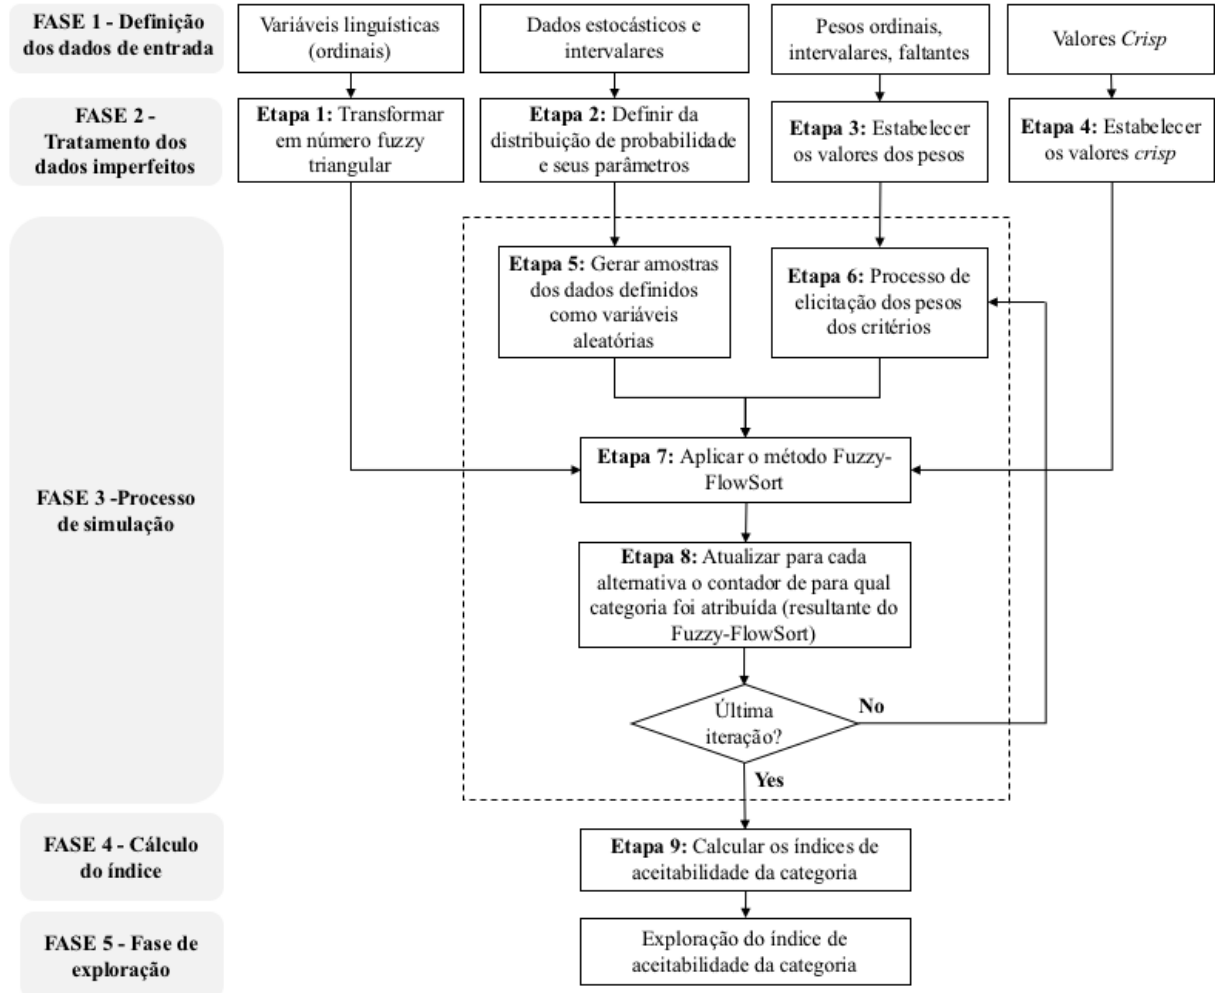 FASE 1 - Definição
dos dados de entrada
Variáveis linguísticas
(ordinais)
Dados estocásticos e
intervalares
Pesos ordinais,
intervalares, faltantes
Valores Crisp
FASE 2 -
Tratamento dos
dados imperfeitos
Etapa 1: Transformar
em número fuzzy
triangular
Etapa 2: Definir da
distribuição de probabilidade
e seus parâmetros
Etapa 3: Estabelecer
os valores dos pesos
Etapa 4: Estabelecer
os valores crisp
FASE 3 -Processo
de simulação
Etapa 5: Gerar amostras
dos dados definidos
como variáveis
aleatórias
Etapa 6: Processo de
elicitação dos pesos
dos critérios
Etapa 7: Aplicar o método Fuzzy-
FlowSort
Etapa 8: Atualizar para cada
alternativa o contador de para qual
categoria foi atribuída (resultante do
Fuzzy-FlowSort)
Última
iteração?
No
Yes
FASE 4 - Cálculo
do índice
Etapa 9: Calcular os índices de
aceitabilidade da categoria
FASE 5 - Fase de
exploração
Exploração do índice de
aceitabilidade da categoria